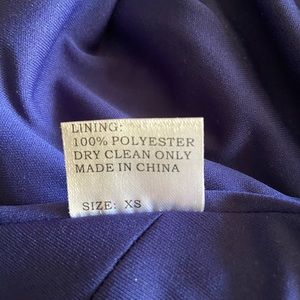 LINING:
100% POLYESTER
DRY CLEAN ONLY
MADE IN CHINA
SIZE: XS